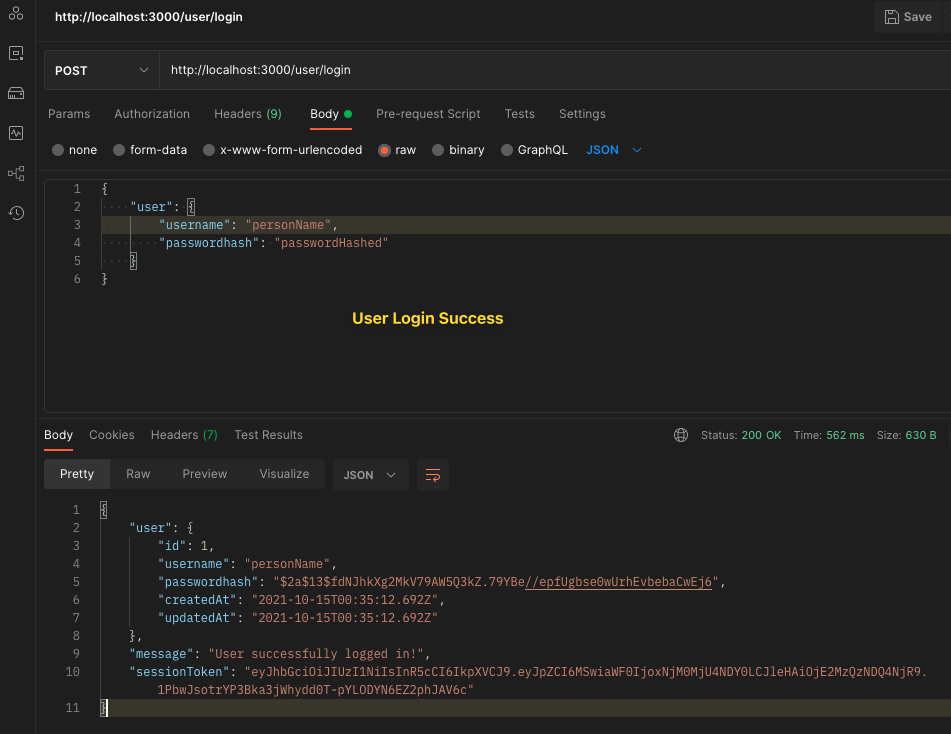 http://localhost:3000/user/login
Save
POST
http://localhost:3000/user/login
Params Authorization Headers (9) Body Pre-request Script Tests Settings
none form-data x-www-form-urlencoded raw binary GraphQL JSON
1 {
2 "user": {
3 "username": "personName",
4 "passwordhash": "passwordHashed"
5 }
6 }
User Login Success
Body Cookies Headers (7) Test Results Status: 200 OK Time: 562 ms Size: 630 B
Pretty Raw Preview Visualize JSON
1 {
2 "user": {
3 "id": 1,
4 "username": "personName",
5 "passwordhash": "$2a$13$fdNJhkXg2MkV79AW5Q3kZ.79YBe//epfUgbse0wUrhEvbebaCwEj6",
6 "createdAt": "2021-10-15T00:35:12.692Z",
7 "updatedAt": "2021-10-15T00:35:12.692Z"
8 },
9 "message": "User successfully logged in!",
10 "sessionToken": "eyJhbGciOiJIUzI1NiIsInR5cCI6IkpXVCJ9.eyJpZCI6MSwiaWF0IjoxNjM0MjU4NDY0LCJleHAiOjE2MzQzNDQ4NjR9.
1PbwJsotrYP3Bka3jWhydd0T-pYLODYN6EZ2phJAV6c"
11 }